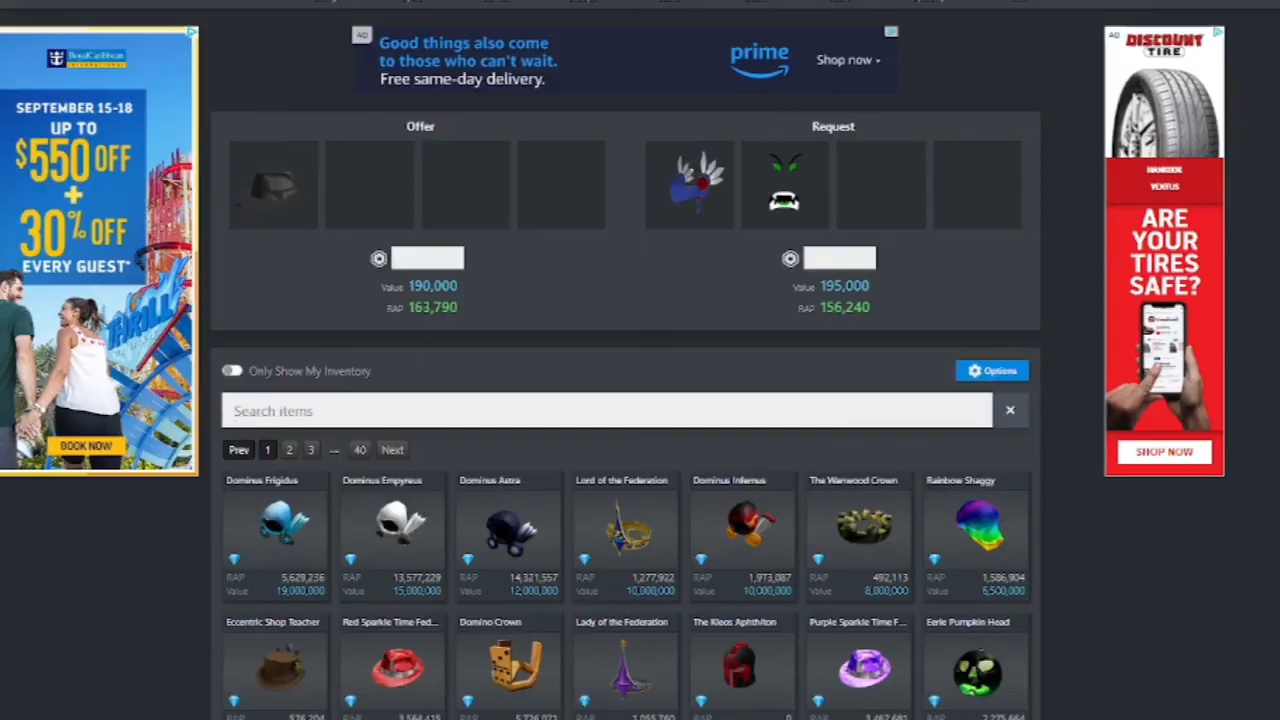 RoyalCaribbean
INTERNATIONAL
SEPTEMBER 15-18
UP TO
$550 OFF
+
30% OFF
EVERY GUEST*
THRILL
BOOK NOW
AD
Good things also come
to those who can't wait.
Free same-day delivery.
prime
Shop now
AD
DISCOUNT
TIRE
HANKOOK
VENTUS
ARE
YOUR
TIRES
SAFE?
SHOP NOW
Offer
Request
Value 190,000
RAP 163,790
Value 195,000
RAP 156,240
Only Show My Inventory
Options
Search items
Prev 1 2 3 ... 40 Next
Dominus Frigidus
RAP 5,629,236
Value 19,000,000
Dominus Empyreus
RAP 13,577,229
Value 15,000,000
Dominus Astra
RAP 14,321,557
Value 12,000,000
Lord of the Federation
RAP 1,277,922
Value 10,000,000
Dominus Infernus
RAP 1,973,087
Value 10,000,000
The Wanwood Crown
RAP 492,113
Value 8,000,000
Rainbow Shaggy
RAP 1,586,904
Value 6,500,000
Eccentric Shop Teacher
Red Sparkle Time Fed...
Domino Crown
Lady of the Federation
The Kleos Aphthiton
Purple Sparkle Time F...
Eerie Pumpkin Head